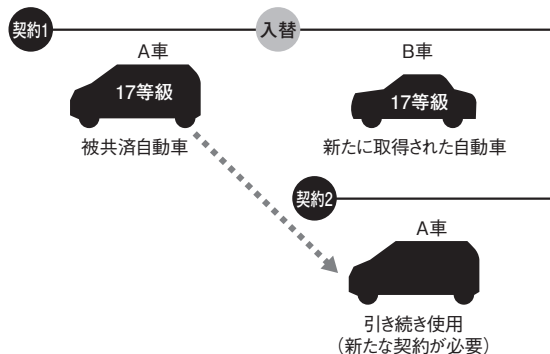 契約1
入替
A車
B車
17等級
17等級
被共済自動車
新たに取得された自動車
契約2
A車
引き続き使用
（新たな契約が必要）